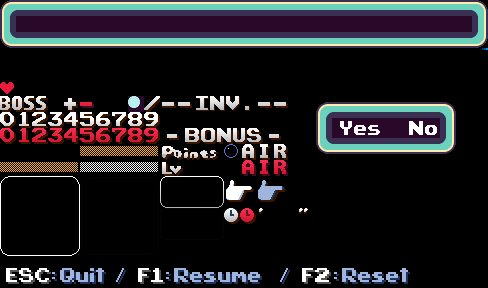 BOSS +- / --INV.--
0123456789
0123456789 -BONUS-
Yes No
Points AIR
Lv AIR
' "
ESC:Quit / F1:Resume / F2:Reset